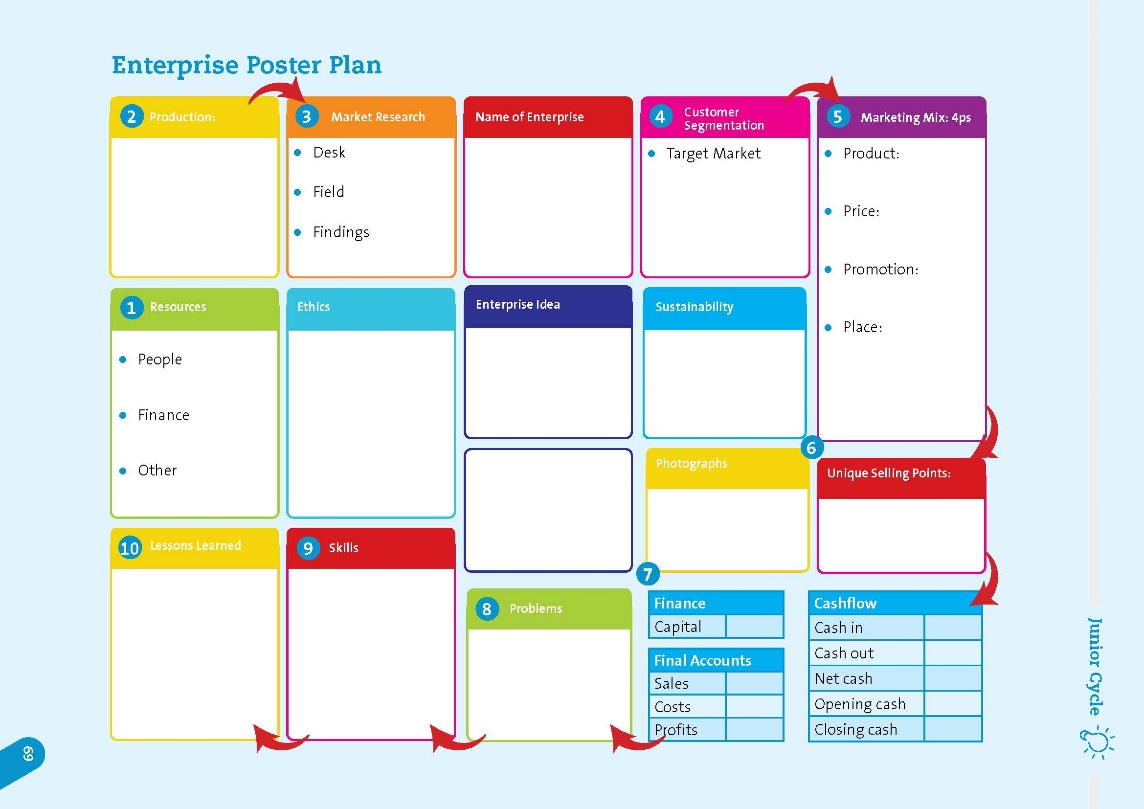 Enterprise Poster Plan
2 Production:
3 Market Research
Desk
Field
Findings
Name of Enterprise
4 Customer
Segmentation
Target Market
5 Marketing Mix: 4ps
Product:
Price:
Promotion:
Place:
1 Resources
People
Finance
Other
Ethics
Enterprise Idea
Sustainability
Photographs
6
Unique Selling Points:
10 Lessons Learned
9 Skills
8 Problems
7
Finance
Capital
Final Accounts
Sales
Costs
Profits
Cashflow
Cash in
Cash out
Net cash
Opening cash
Closing cash
Junior Cycle
69